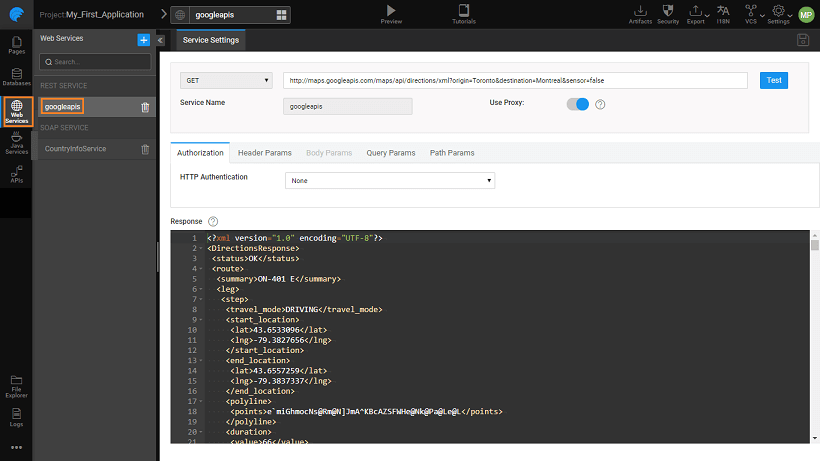 Project:My_First_Application
googleapis
Preview
Tutorials
Artifacts
Security
Export
I18N
VCS
Settings
MP
Pages
Databases
Web
Services
Java
Services
APIs
File
Explorer
Logs
Web Services
Search...
REST SERVICE
googleapis
SOAP SERVICE
CountryInfoService
Service Settings
GET
http://maps.googleapis.com/maps/api/directions/xml?origin=Toronto&destination=Montreal&sensor=false
Test
Service Name
googleapis
Use Proxy:
?
Authorization
Header Params
Body Params
Query Params
Path Params
HTTP Authentication
None
Response ?
1 <?xml version="1.0" encoding="UTF-8"?>
2 <DirectionsResponse>
3 <status>OK</status>
4 <route>
5 <summary>ON-401 E</summary>
6 <leg>
7 <step>
8 <travel_mode>DRIVING</travel_mode>
9 <start_location>
10 <lat>43.6533096</lat>
11 <lng>-79.3827656</lng>
12 </start_location>
13 <end_location>
14 <lat>43.6557259</lat>
15 <lng>-79.3837337</lng>
16 </end_location>
17 <polyline>
18 <points>e`miGhmocNs@Rm@N]JmA^KBcAZSFWHe@Nk@Pa@Le@L</points>
19 </polyline>
20 <duration>
21 <value>66</value>